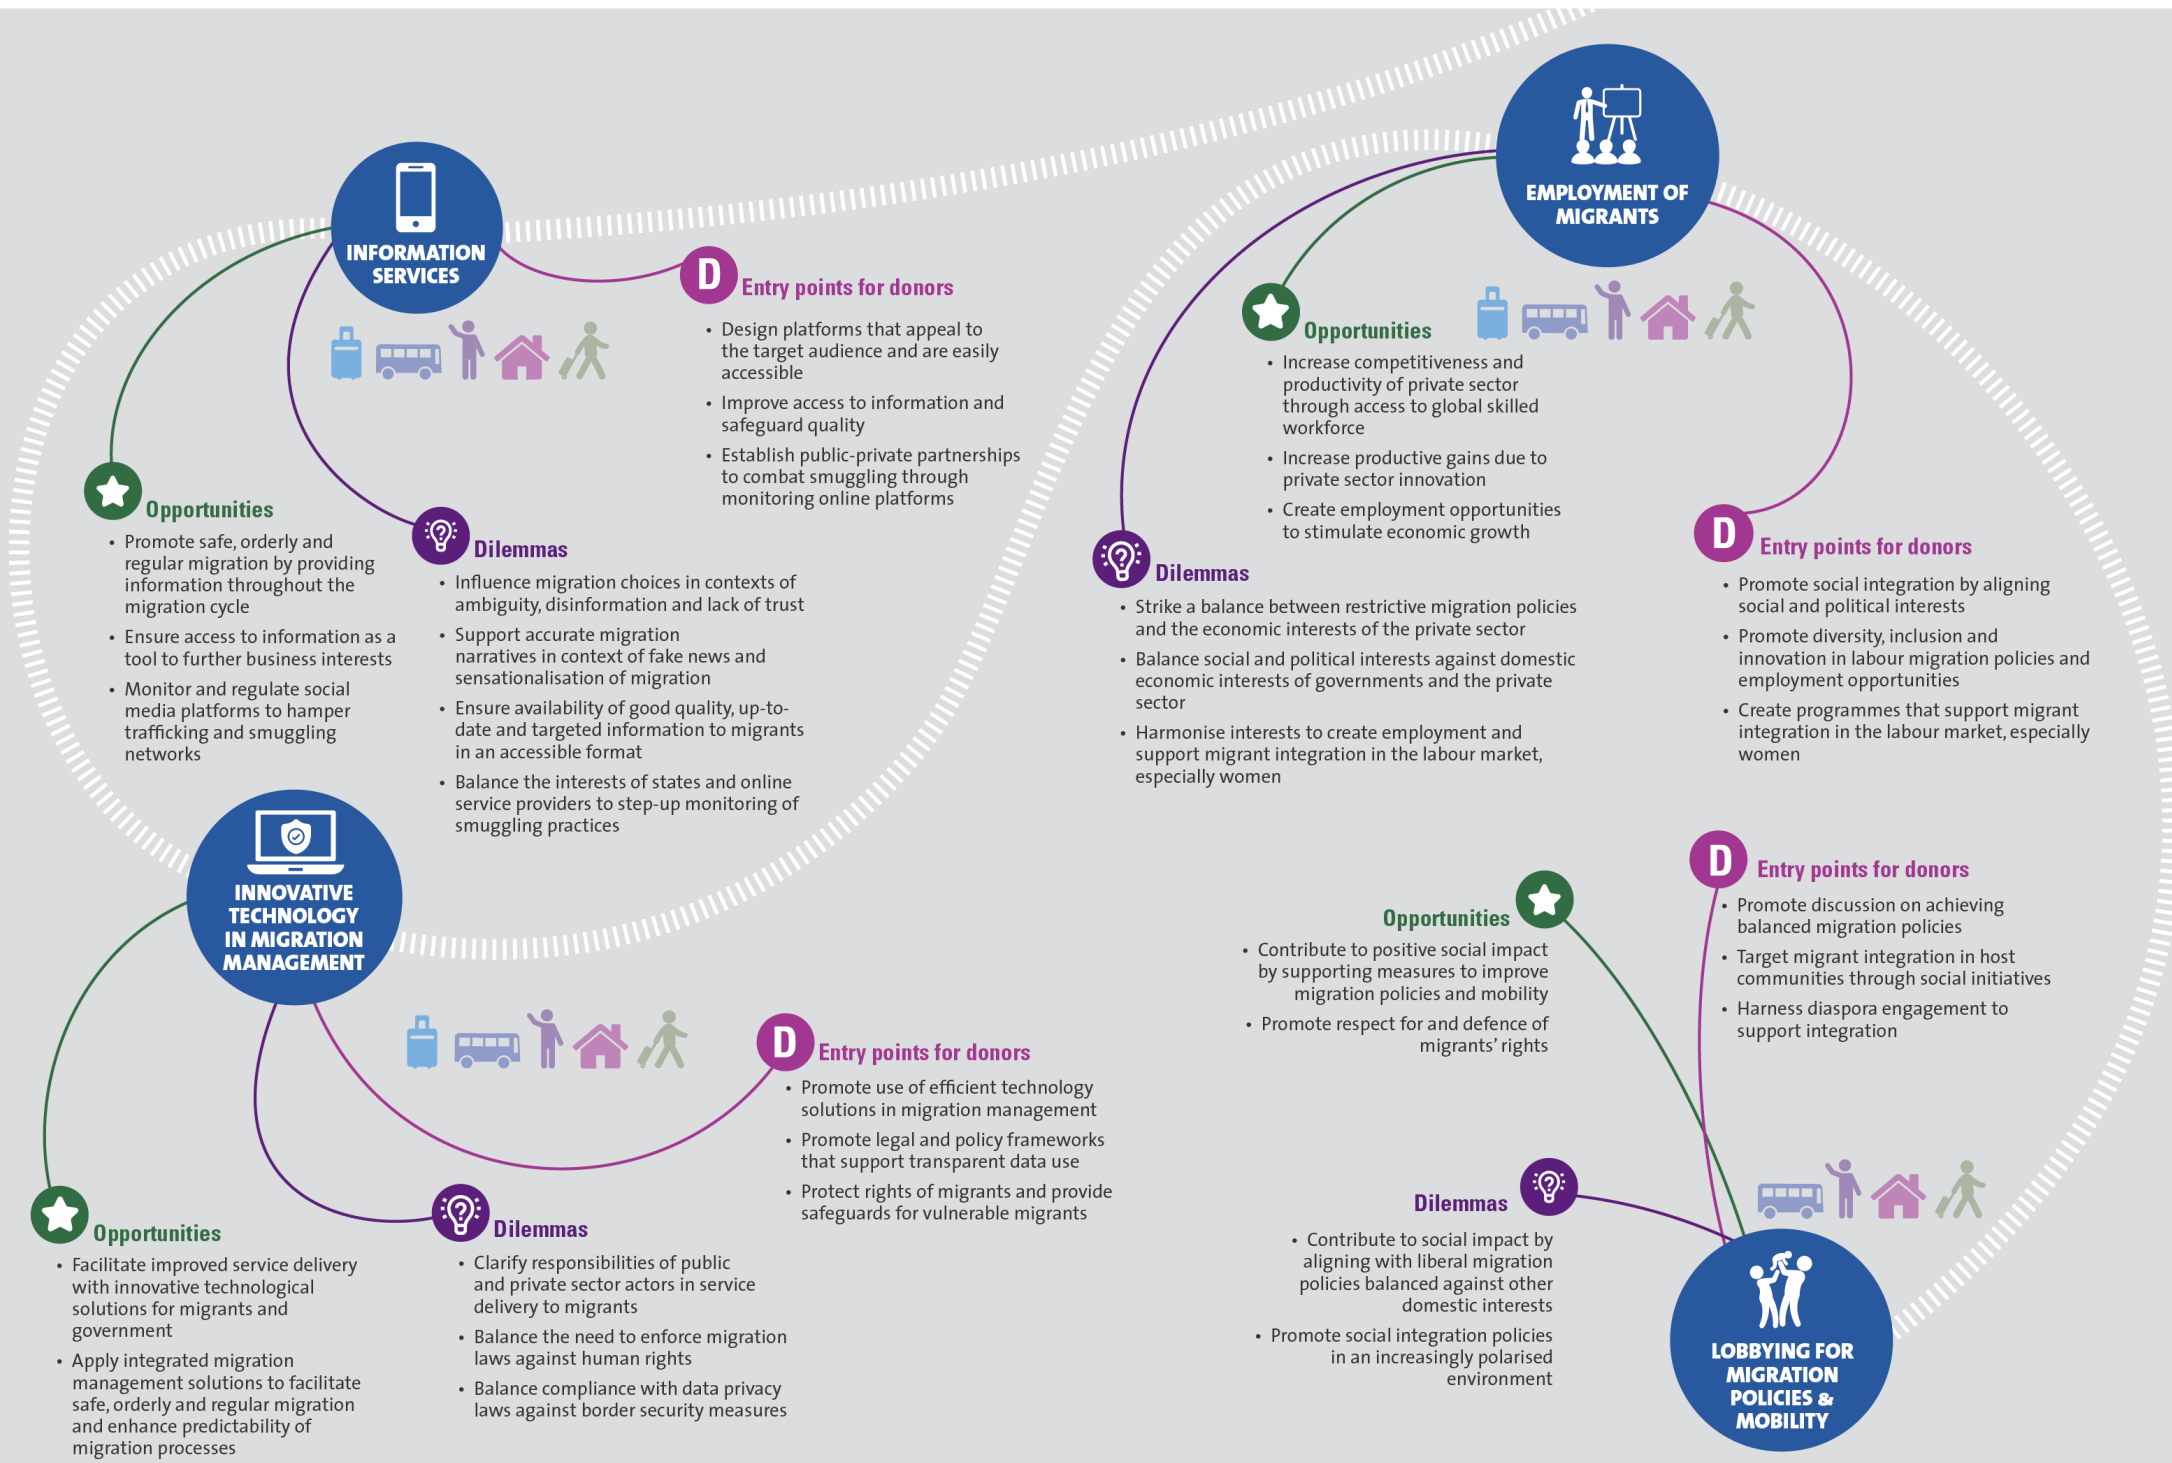 INFORMATION
SERVICES
D
Entry points for donors
• Design platforms that appeal to
the target audience and are easily
accessible
• Improve access to information and
safeguard quality
• Establish public-private partnerships
to combat smuggling through
monitoring online platforms
Opportunities
• Promote safe, orderly and
regular migration by providing
information throughout the
migration cycle
• Ensure access to information as a
tool to further business interests
• Monitor and regulate social
media platforms to hamper
trafficking and smuggling
networks
?
Dilemmas
• Influence migration choices in contexts of
ambiguity, disinformation and lack of trust
• Support accurate migration
narratives in context of fake news and
sensationalisation of migration
• Ensure availability of good quality, up-to-
date and targeted information to migrants
in an accessible format
• Balance the interests of states and online
service providers to step-up monitoring of
smuggling practices
INNOVATIVE
TECHNOLOGY
IN MIGRATION
MANAGEMENT
D
Entry points for donors
• Promote use of efficient technology
solutions in migration management
• Promote legal and policy frameworks
that support transparent data use
• Protect rights of migrants and provide
safeguards for vulnerable migrants
Opportunities
• Facilitate improved service delivery
with innovative technological
solutions for migrants and
government
• Apply integrated migration
management solutions to facilitate
safe, orderly and regular migration
and enhance predictability of
migration processes
?
Dilemmas
• Clarify responsibilities of public
and private sector actors in service
delivery to migrants
• Balance the need to enforce migration
laws against human rights
• Balance compliance with data privacy
laws against border security measures
EMPLOYMENT OF
MIGRANTS
Opportunities
• Increase competitiveness and
productivity of private sector
through access to global skilled
workforce
• Increase productive gains due to
private sector innovation
• Create employment opportunities
to stimulate economic growth
?
Dilemmas
• Strike a balance between restrictive migration policies
and the economic interests of the private sector
• Balance social and political interests against domestic
economic interests of governments and the private
sector
• Harmonise interests to create employment and
support migrant integration in the labour market,
especially women
D
Entry points for donors
• Promote social integration by aligning
social and political interests
• Promote diversity, inclusion and
innovation in labour migration policies and
employment opportunities
• Create programmes that support migrant
integration in the labour market, especially
women
D
Entry points for donors
• Promote discussion on achieving
balanced migration policies
• Target migrant integration in host
communities through social initiatives
• Harness diaspora engagement to
support integration
Opportunities
• Contribute to positive social impact
by supporting measures to improve
migration policies and mobility
• Promote respect for and defence of
migrants’ rights
?
Dilemmas
• Contribute to social impact by
aligning with liberal migration
policies balanced against other
domestic interests
• Promote social integration policies
in an increasingly polarised
environment
LOBBYING FOR
MIGRATION
POLICIES &
MOBILITY